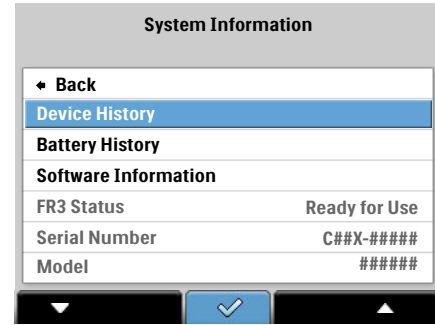 System Information
Back
Device History
Battery History
Software Information
FR3 Status Ready for Use
Serial Number C##X-#####
Model ######